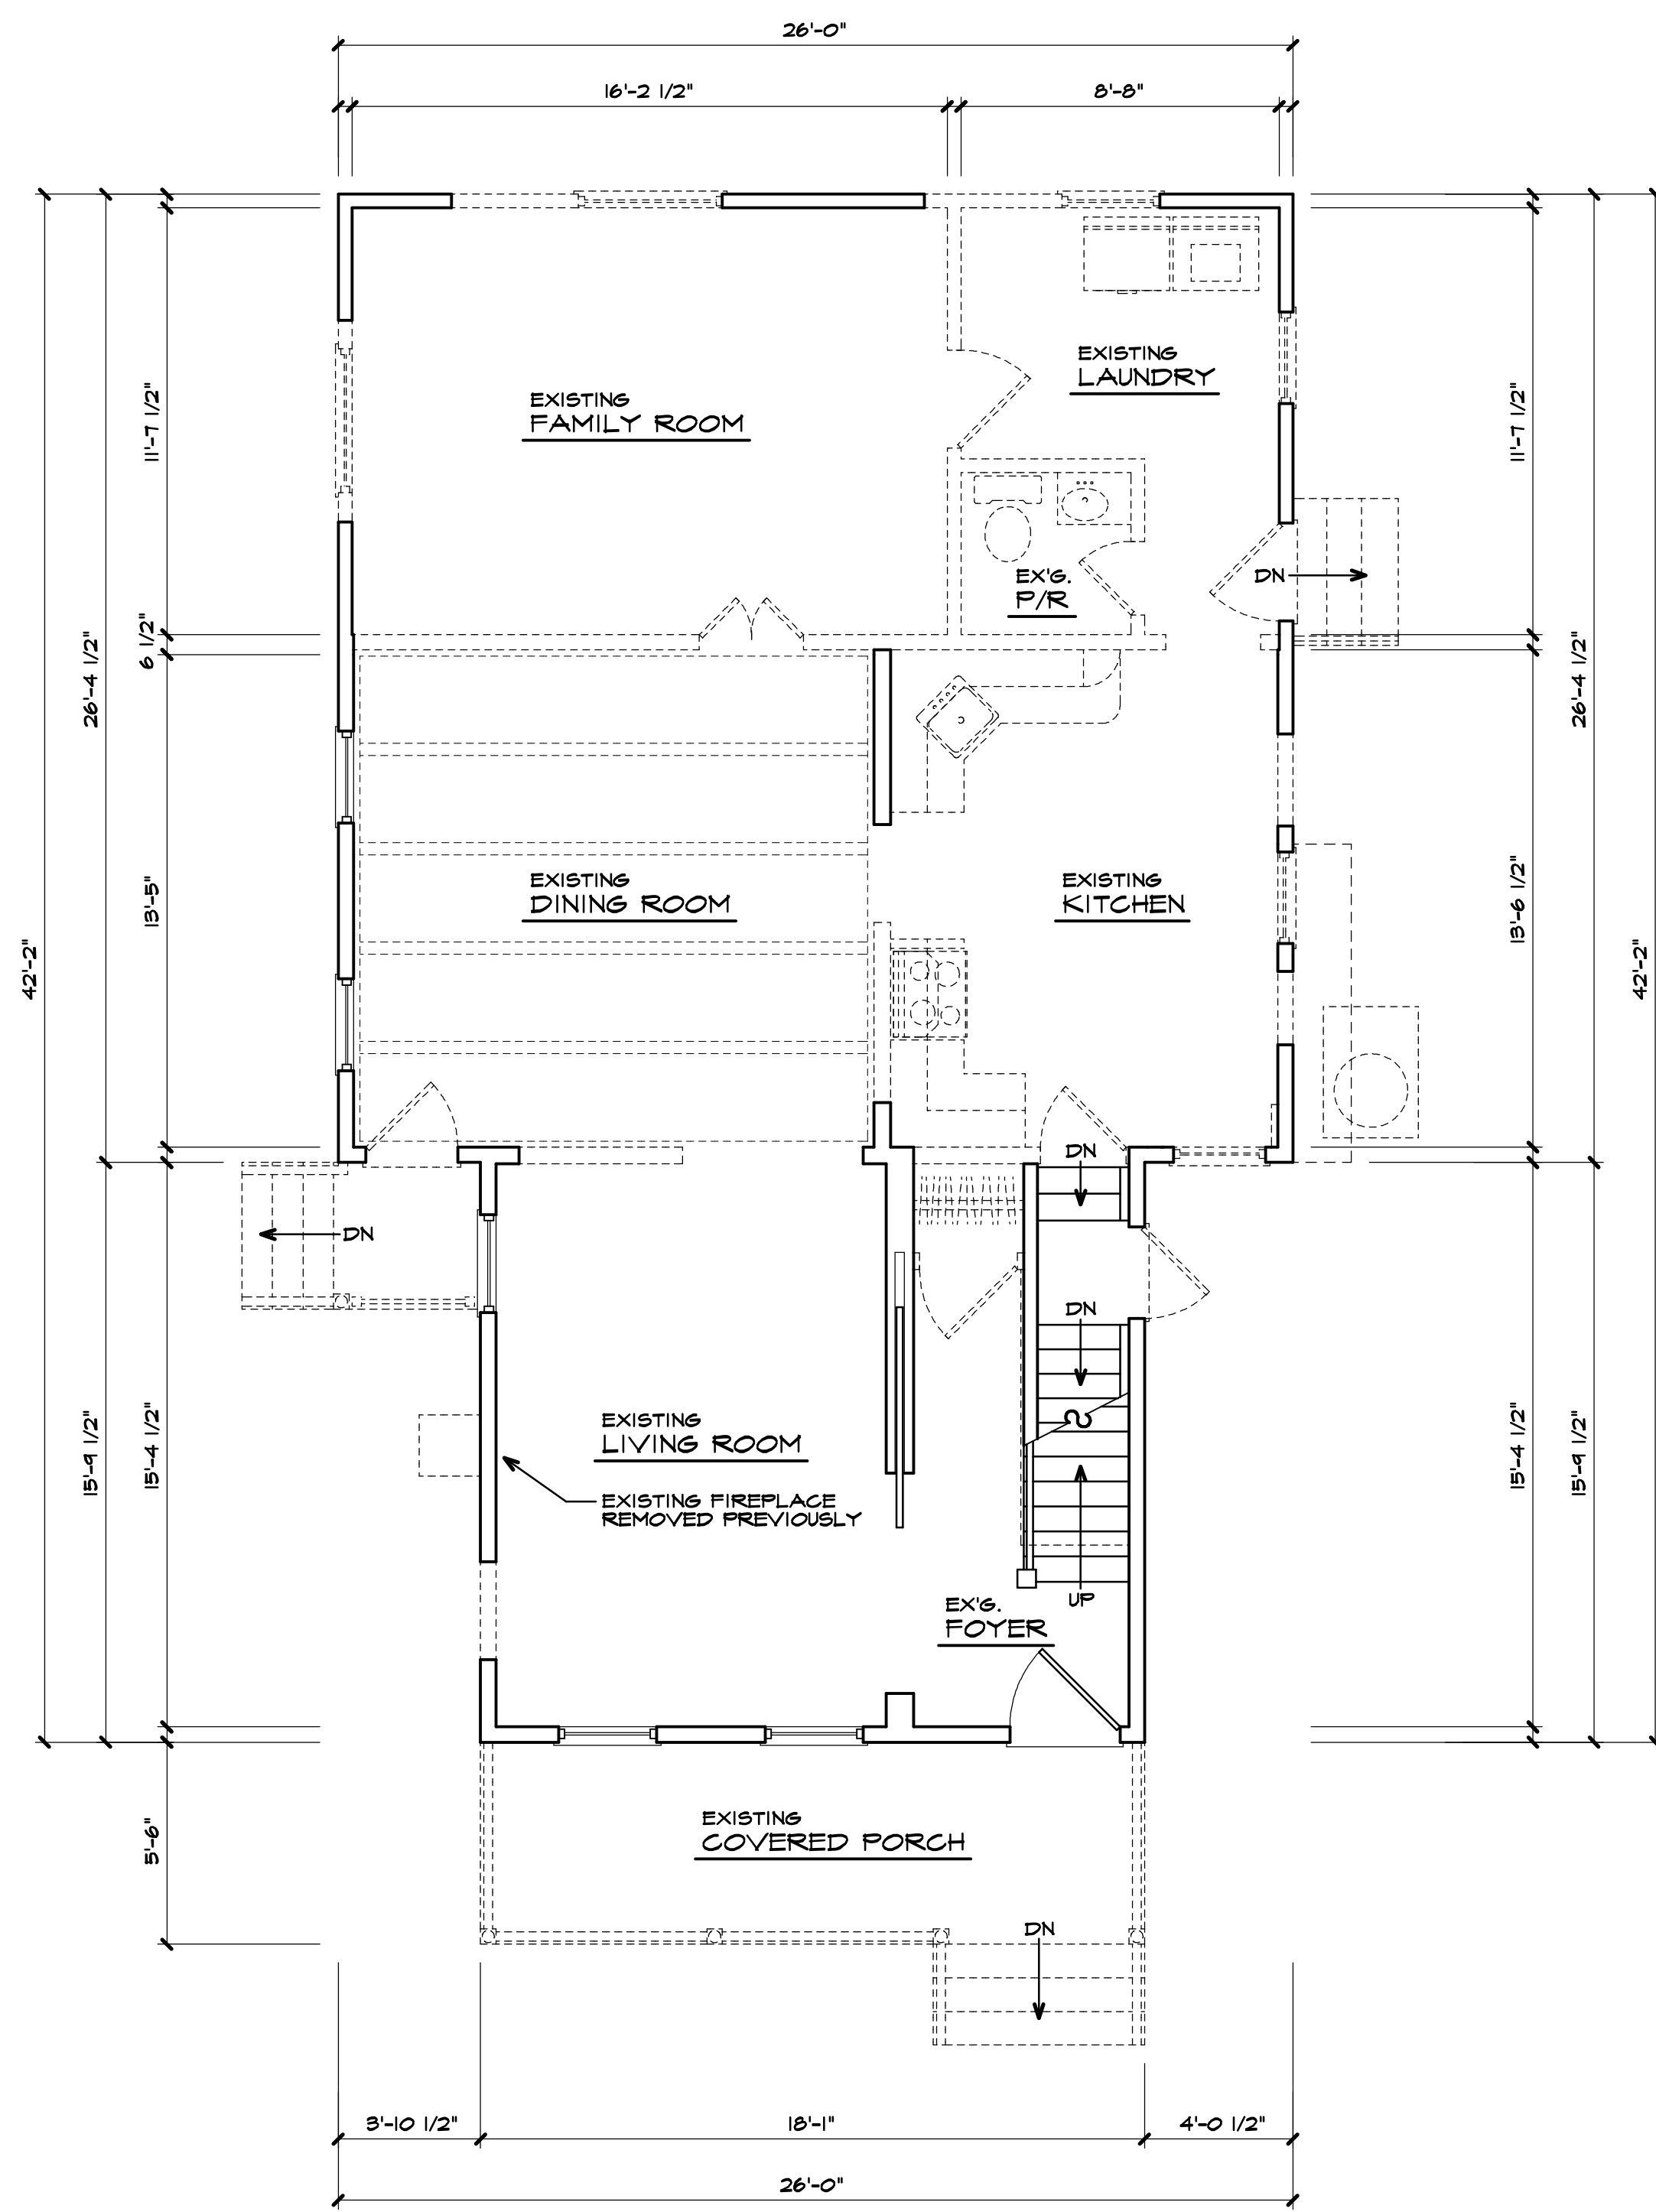 26'-0"
16'-2 1/2"
8'-8"
EXISTING
LAUNDRY
EXISTING
FAMILY ROOM
11'-7 1/2"
11'-7 1/2"
EX'G.
P/R
DN
6 1/2"
26'-4 1/2"
26'-4 1/2"
EXISTING
DINING ROOM
EXISTING
KITCHEN
13'-5"
13'-6 1/2"
42'-2"
42'-2"
DN
DN
DN
EXISTING
LIVING ROOM
EXISTING FIREPLACE
REMOVED PREVIOUSLY
15'-9 1/2"
15'-4 1/2"
15'-4 1/2"
15'-9 1/2"
UP
EX'G.
FOYER
EXISTING
COVERED PORCH
5'-6"
DN
3'-10 1/2"
18'-1"
4'-0 1/2"
26'-0"